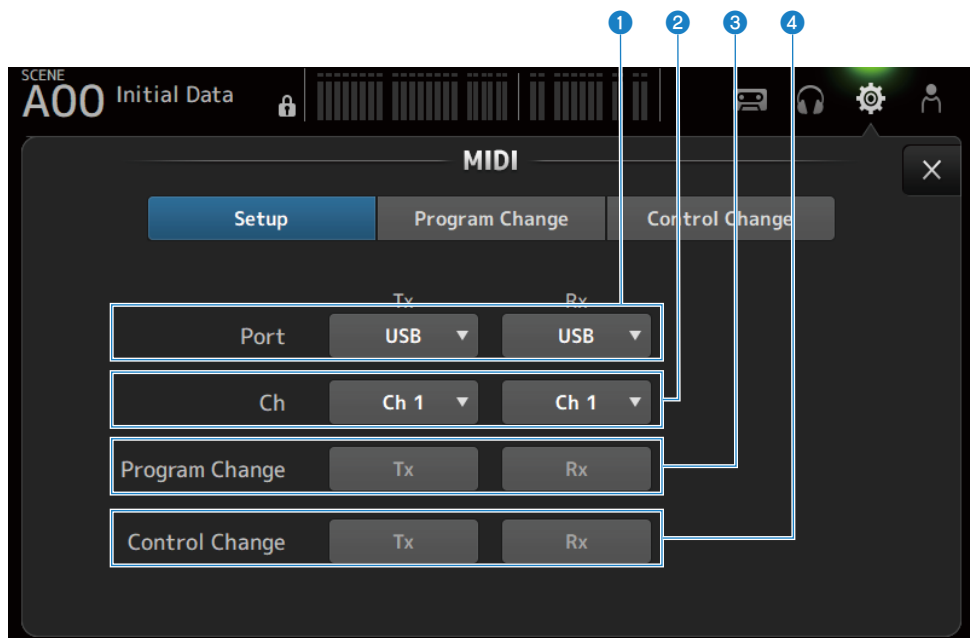 1 2 3 4
SCENE
A00 Initial Data
MIDI
Setup Program Change Control Change
Tx Rx
Port USB USB
Ch Ch 1 Ch 1
Program Change Tx Rx
Control Change Tx Rx